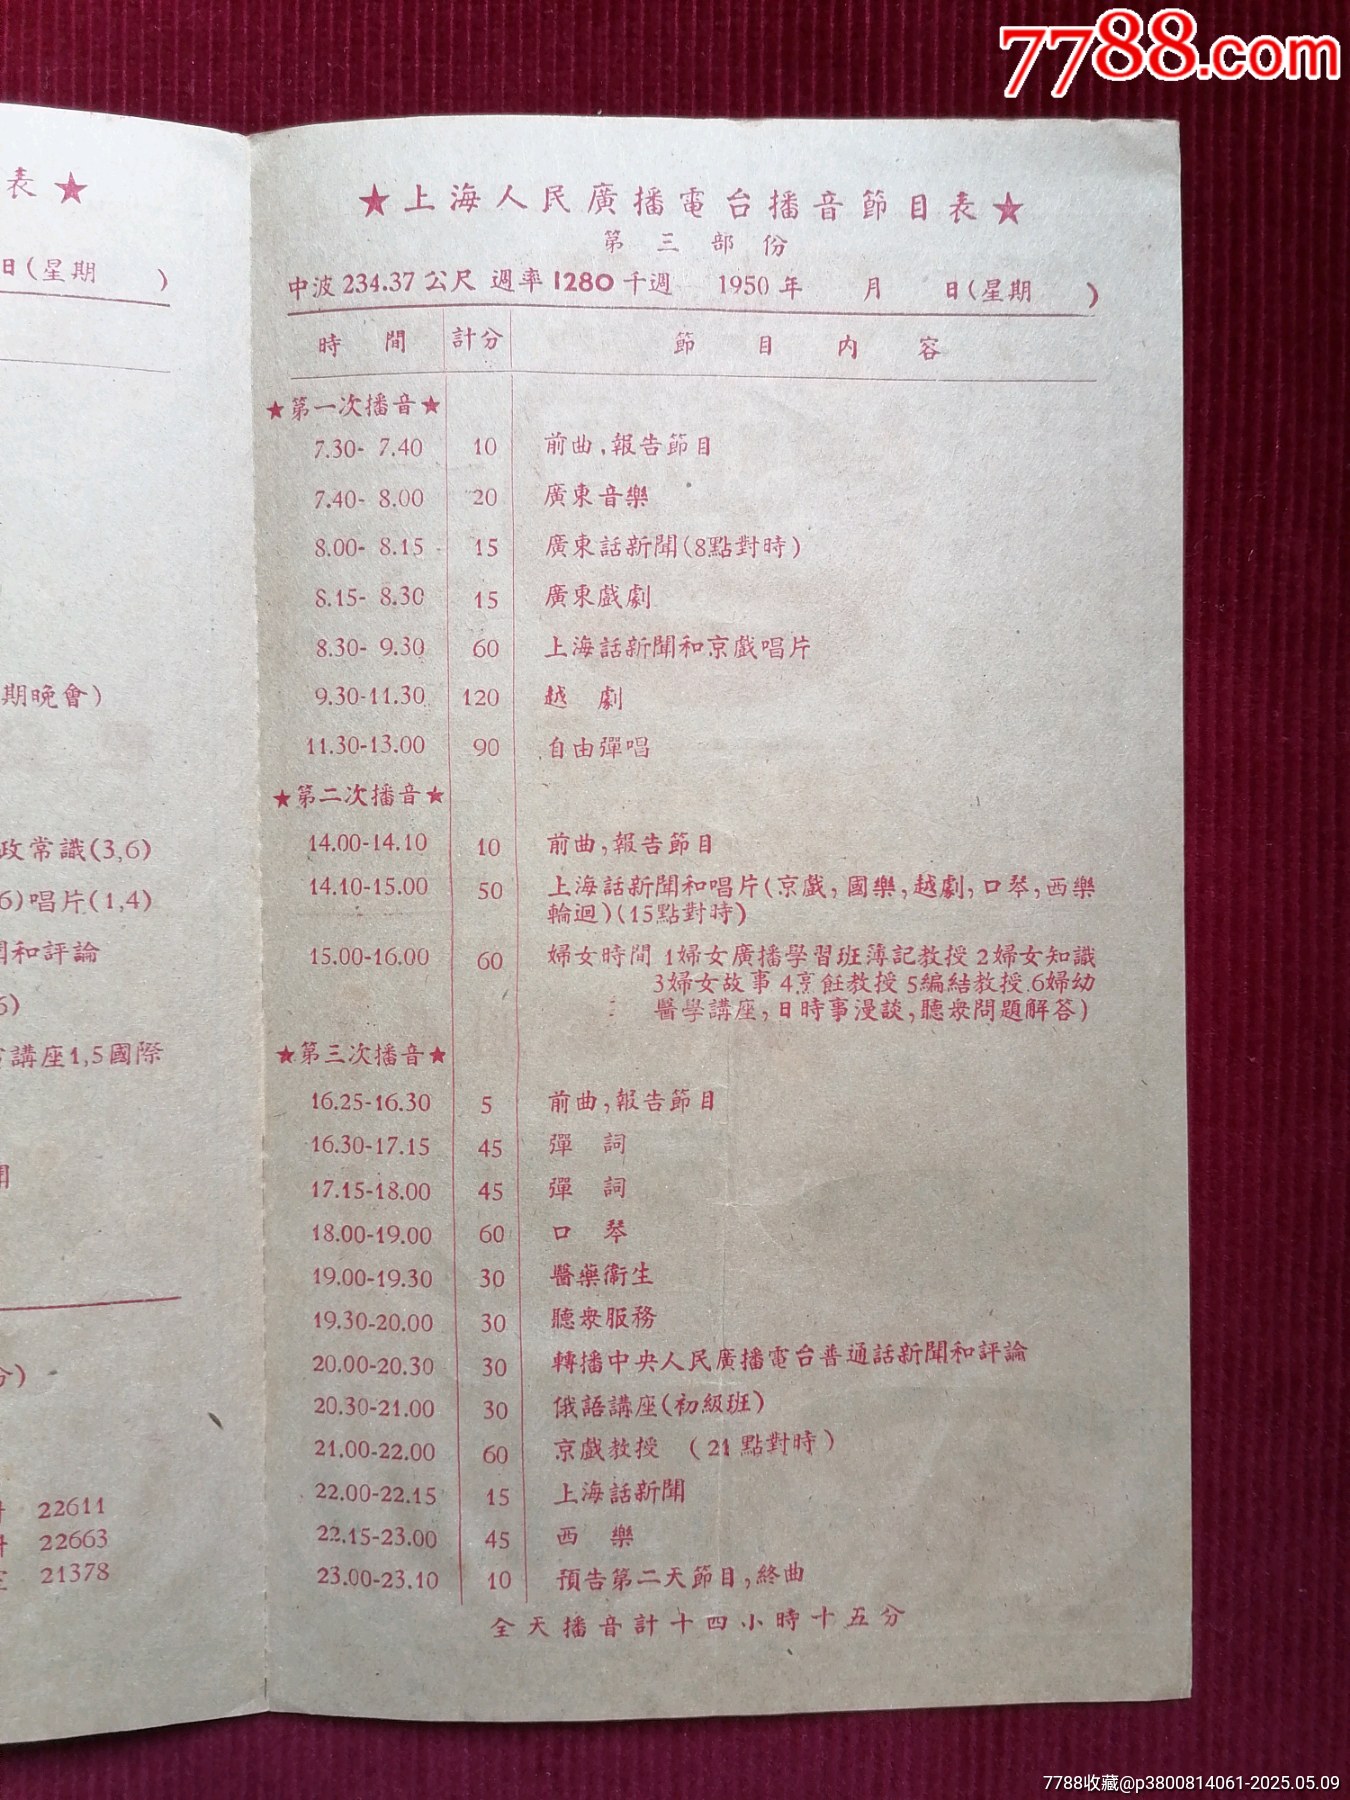 7788.com
表★
日(星期 )
期晚會)
政常識(3,6)
6)唱片(1,4)
和評論
6)
講座1,5國際
分)
22611
22663
21378
★上海人民廣播電台播音節目表★
第三部份
中波 234.37 公尺 週率 1280 千週 1950 年 月 日(星期 )
時 間 計分 節 目 內 容
★第一次播音★
7.30- 7.40 10 前曲,報告節目
7.40- 8.00 20 廣東音樂
8.00- 8.15 15 廣東話新聞(8點對時)
8.15- 8.30 15 廣東戲劇
8.30- 9.30 60 上海話新聞和京戲唱片
9.30-11.30 120 越 劇
11.30-13.00 90 自由彈唱
★第二次播音★
14.00-14.10 10 前曲,報告節目
14.10-15.00 50 上海話新聞和唱片(京戲,國樂,越劇,口琴,西樂
輪迴)(15點對時)
15.00-16.00 60 婦女時間 1婦女廣播學習班簿記教授 2婦女知識
3婦女故事 4烹飪教授 5編結教授 6婦幼
醫學講座,日時事漫談,聽衆問題解答)
★第三次播音★
16.25-16.30 5 前曲,報告節目
16.30-17.15 45 彈 詞
17.15-18.00 45 彈 詞
18.00-19.00 60 口 琴
19.00-19.30 30 醫藥衞生
19.30-20.00 30 聽衆服務
20.00-20.30 30 轉播中央人民廣播電台普通話新聞和評論
20.30-21.00 30 俄語講座(初級班)
21.00-22.00 60 京戲教授 (21點對時)
22.00-22.15 15 上海話新聞
22.15-23.00 45 西 樂
23.00-23.10 10 預告第二天節目,終曲
全天播音計十四小時十五分
7788收藏@p3800814061-2025.05.09